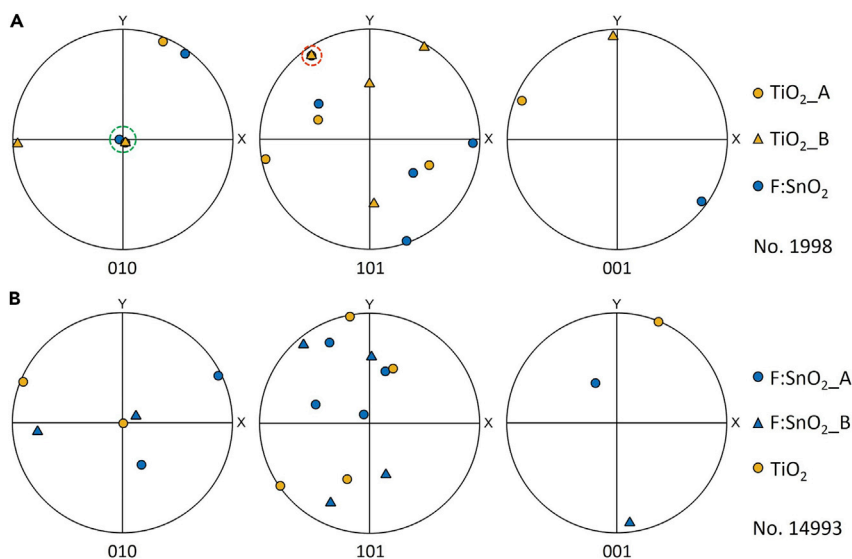 A
Y
Y
Y
X
X
X
TiO2_A
TiO2_B
F:SnO2
No. 1998
010
101
001
B
Y
Y
Y
X
X
X
F:SnO2_A
F:SnO2_B
TiO2
No. 14993
010
101
001